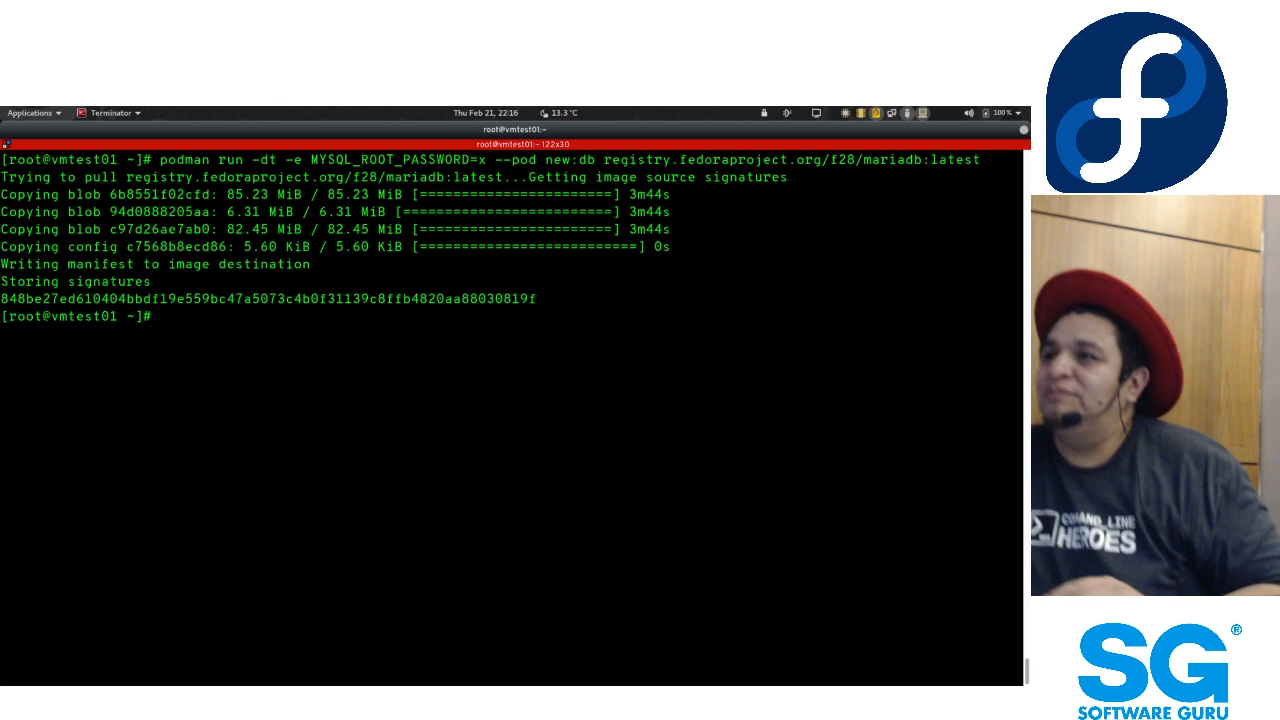 Applications
Terminator
Thu Feb 21, 22:16
13.3 °C
100 %
root@vmtest01:~
root@vmtest01:~ 122x30
[root@vmtest01 ~]# podman run -dt -e MYSQL_ROOT_PASSWORD=x --pod new:db registry.fedoraproject.org/f28/mariadb:latest
Trying to pull registry.fedoraproject.org/f28/mariadb:latest...Getting image source signatures
Copying blob 6b8551f02cfd: 85.23 MiB / 85.23 MiB [========================] 3m44s
Copying blob 94d0888205aa: 6.31 MiB / 6.31 MiB [==========================] 3m44s
Copying blob c97d26ae7ab0: 82.45 MiB / 82.45 MiB [========================] 3m44s
Copying config c7568b8ecd86: 5.60 KiB / 5.60 KiB [==========================] 0s
Writing manifest to image destination
Storing signatures
848be27ed610404bbdf19e559bc47a5073c4b0f31139c8ffb4820aa88030819f
[root@vmtest01 ~]#
COMMAND_LINE
HEROES
SG®
SOFTWARE GURU